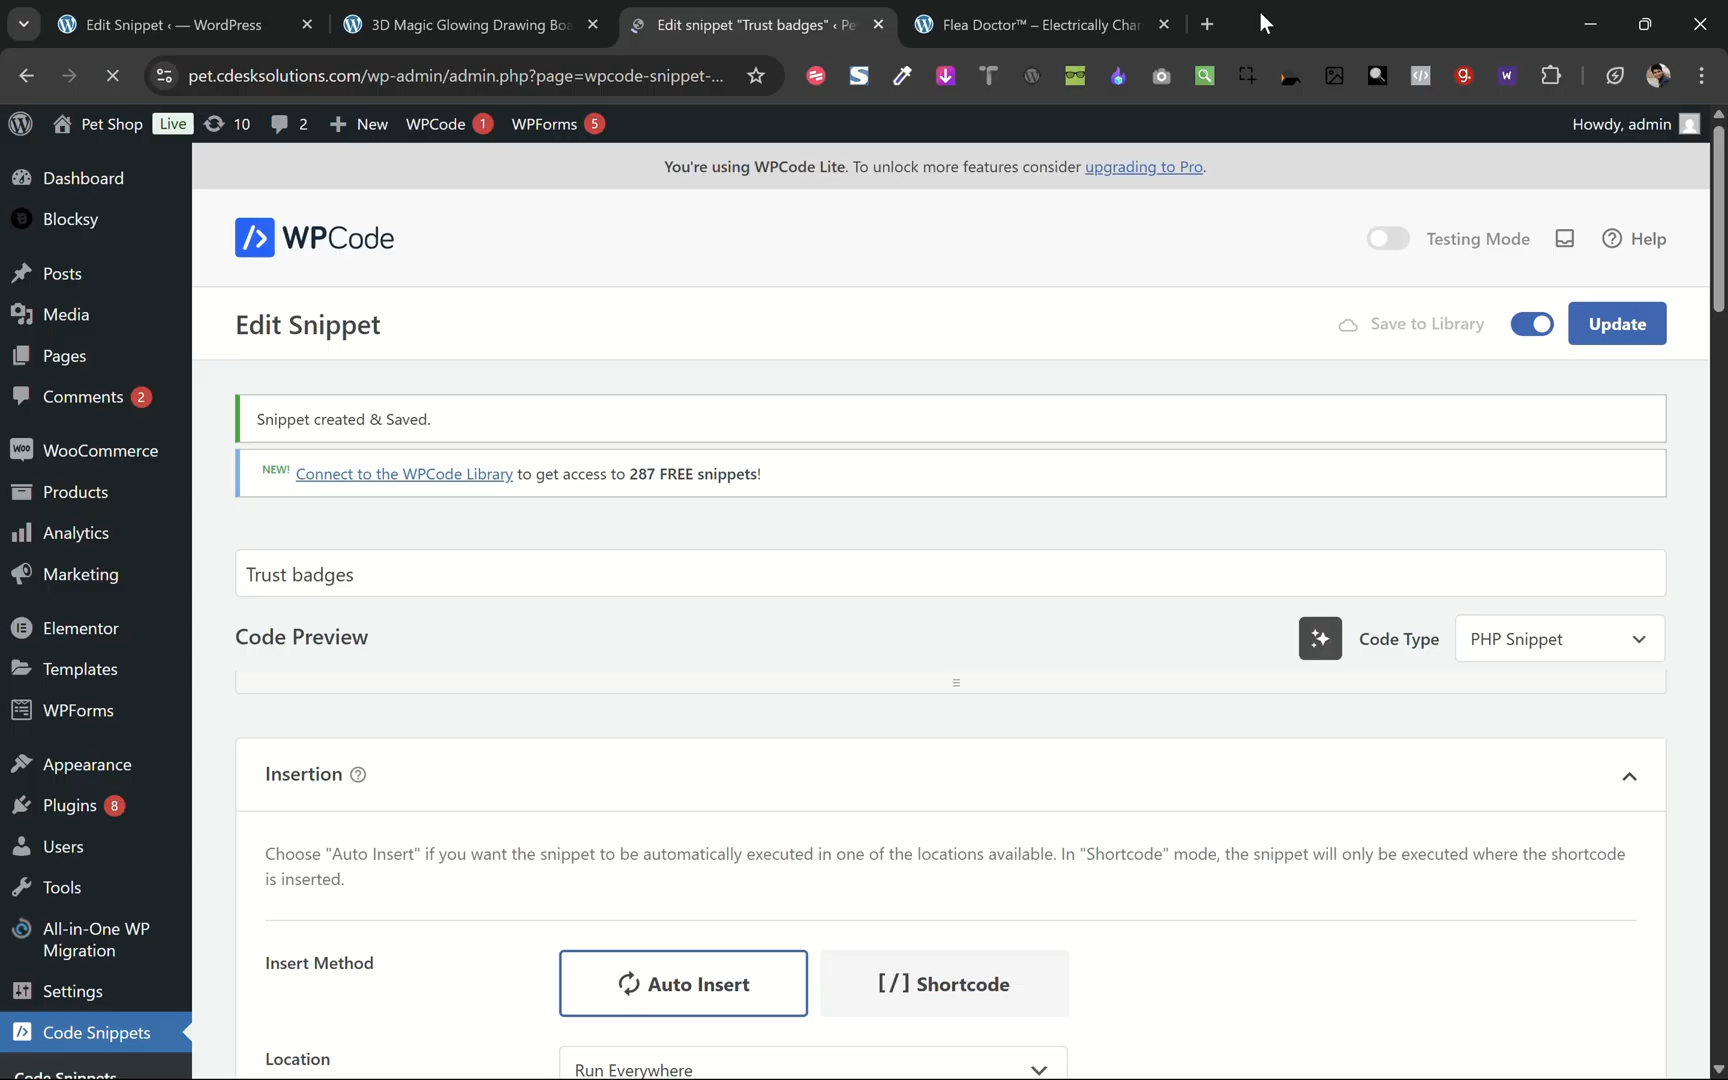 Edit Snippet ‹ — WordPress
3D Magic Glowing Drawing Boa
Edit snippet "Trust badges" ‹ Pe
Flea Doctor™ – Electrically Char
pet.cdesksolutions.com/wp-admin/admin.php?page=wpcode-snippet-...
Pet Shop
Live
10
2
New
WPCode
1
WPForms
5
Howdy, admin
You're using WPCode Lite. To unlock more features consider upgrading to Pro.
Dashboard
Blocksy
Posts
Media
Pages
Comments
2
WooCommerce
Products
Analytics
Marketing
Elementor
Templates
WPForms
Appearance
Plugins
8
Users
Tools
All-in-One WP
Migration
Settings
Code Snippets
Code Snippets
WPCode
Testing Mode
Help
Edit Snippet
Save to Library
Update
Snippet created & Saved.
NEW! Connect to the WPCode Library to get access to 287 FREE snippets!
Trust badges
Code Preview
Code Type
PHP Snippet
Insertion
Choose "Auto Insert" if you want the snippet to be automatically executed in one of the locations available. In "Shortcode" mode, the snippet will only be executed where the shortcode
is inserted.
Insert Method
Auto Insert
[/] Shortcode
Location
Run Everywhere